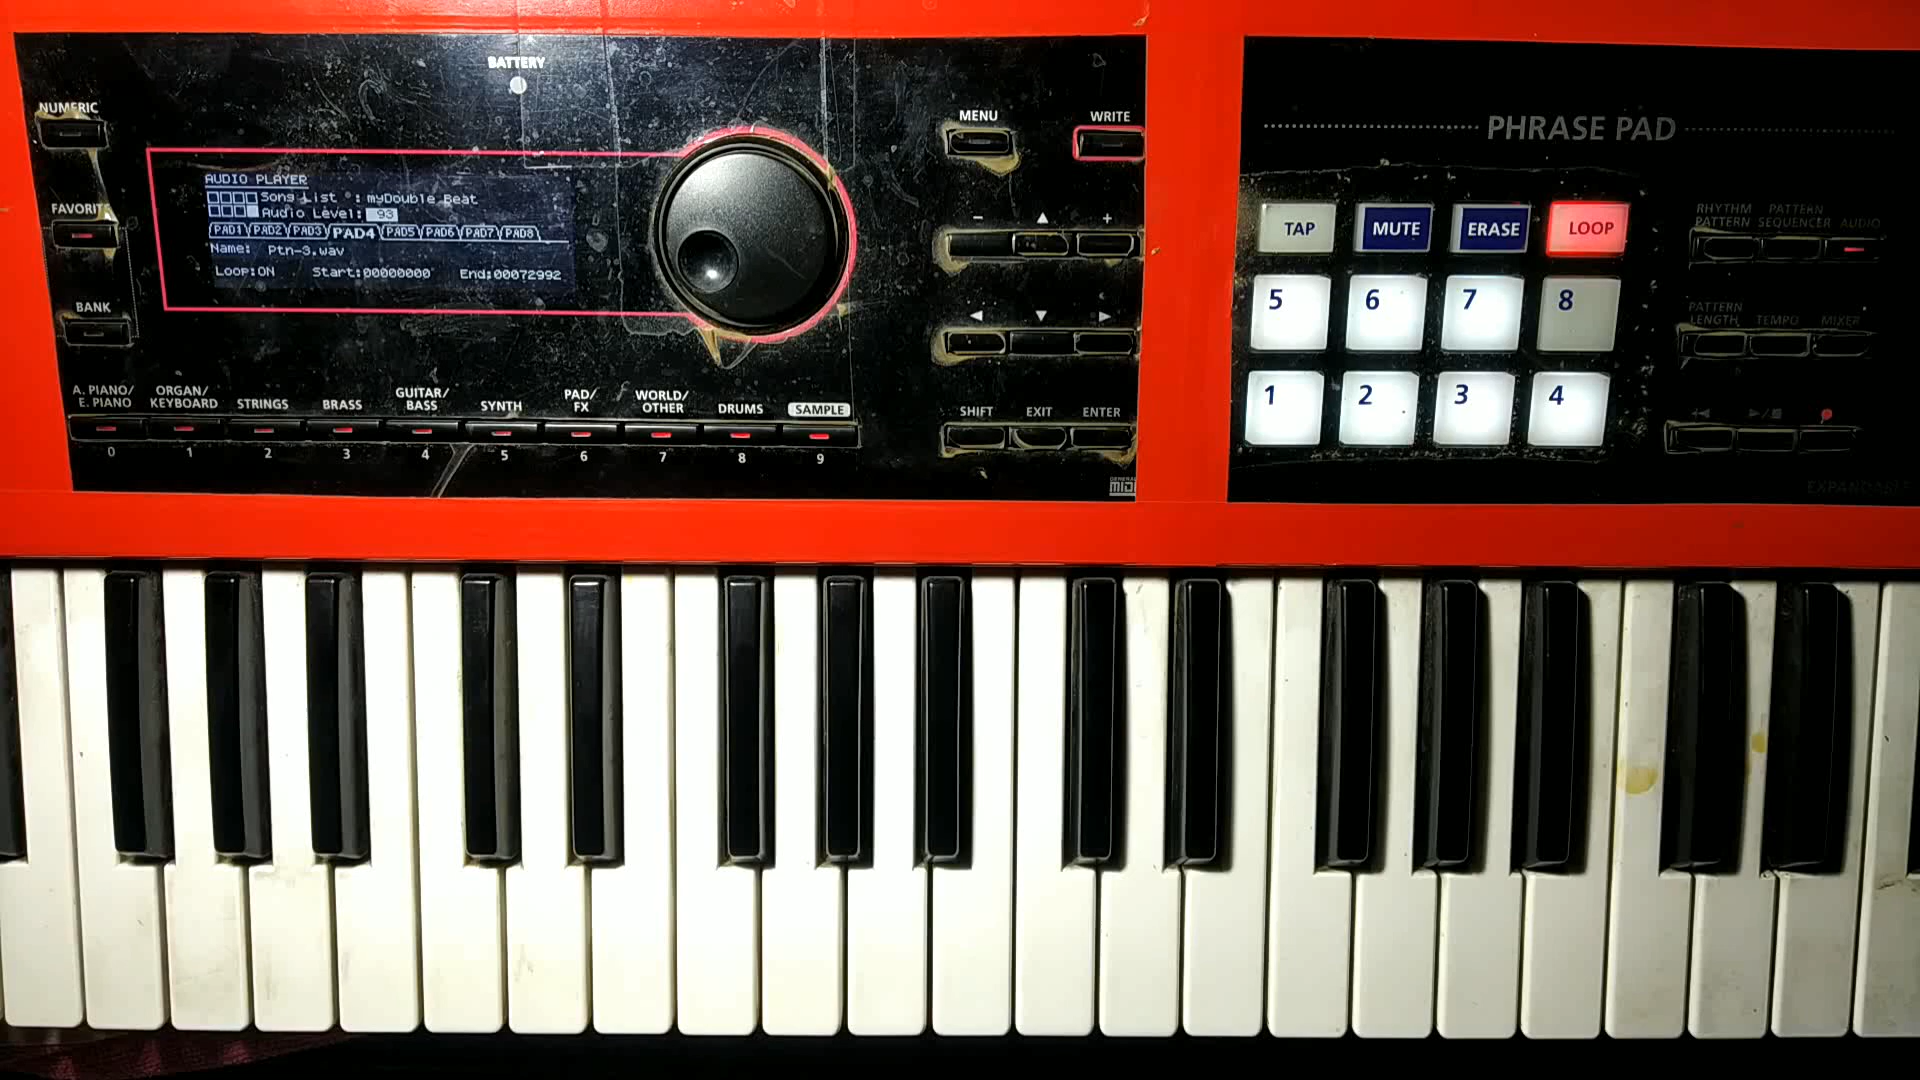 BATTERY
NUMERIC
FAVORITE
BANK
AUDIO PLAYER
Song List : myDouble Beat
Audio Level: 93
PAD1 PAD2 PAD3 PAD4 PAD5 PAD6 PAD7 PAD8
Name: Ptn-3.wav
Loop:ON Start:00000000 End:00072992
A. PIANO/
E. PIANO
ORGAN/
KEYBOARD
STRINGS
BRASS
GUITAR/
BASS
SYNTH
PAD/
FX
WORLD/
OTHER
DRUMS
SAMPLE
0 1 2 3 4 5 6 7 8 9
MENU WRITE
- +
SHIFT EXIT ENTER
GENERAL
MIDI
PHRASE PAD
TAP MUTE ERASE LOOP
5 6 7 8
1 2 3 4
RHYTHM
PATTERN
PATTERN
SEQUENCER
AUDIO
PATTERN
LENGTH
TEMPO
MIXER